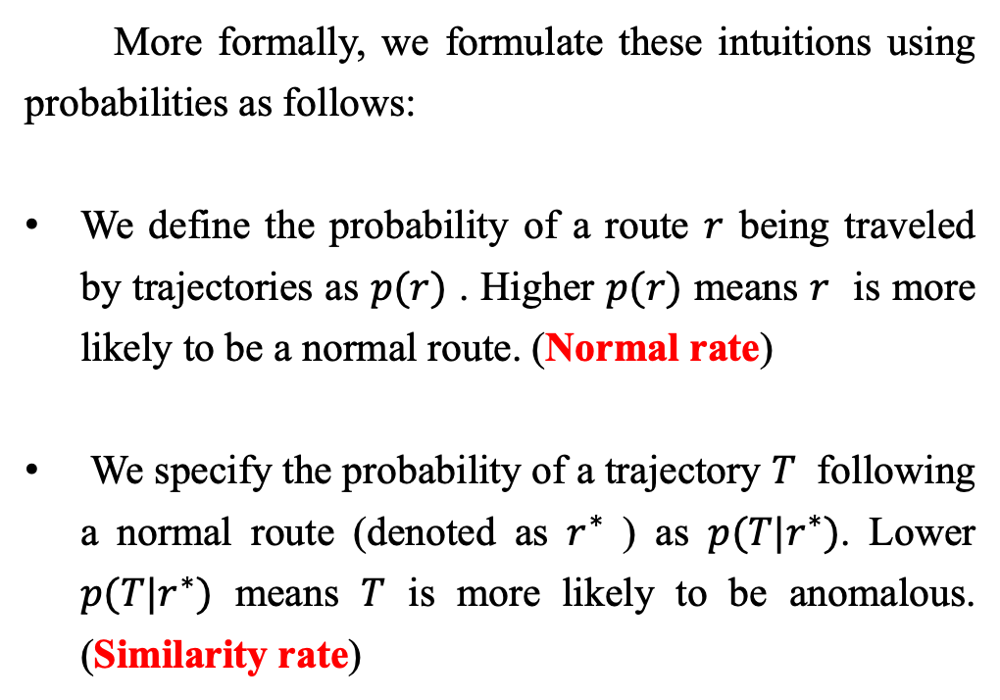 More formally, we formulate these intuitions using
probabilities as follows:
• We define the probability of a route r being traveled
by trajectories as p(r) . Higher p(r) means r is more
likely to be a normal route. (Normal rate)
• We specify the probability of a trajectory T following
a normal route (denoted as r* ) as p(T|r*). Lower
p(T|r*) means T is more likely to be anomalous.
(Similarity rate)